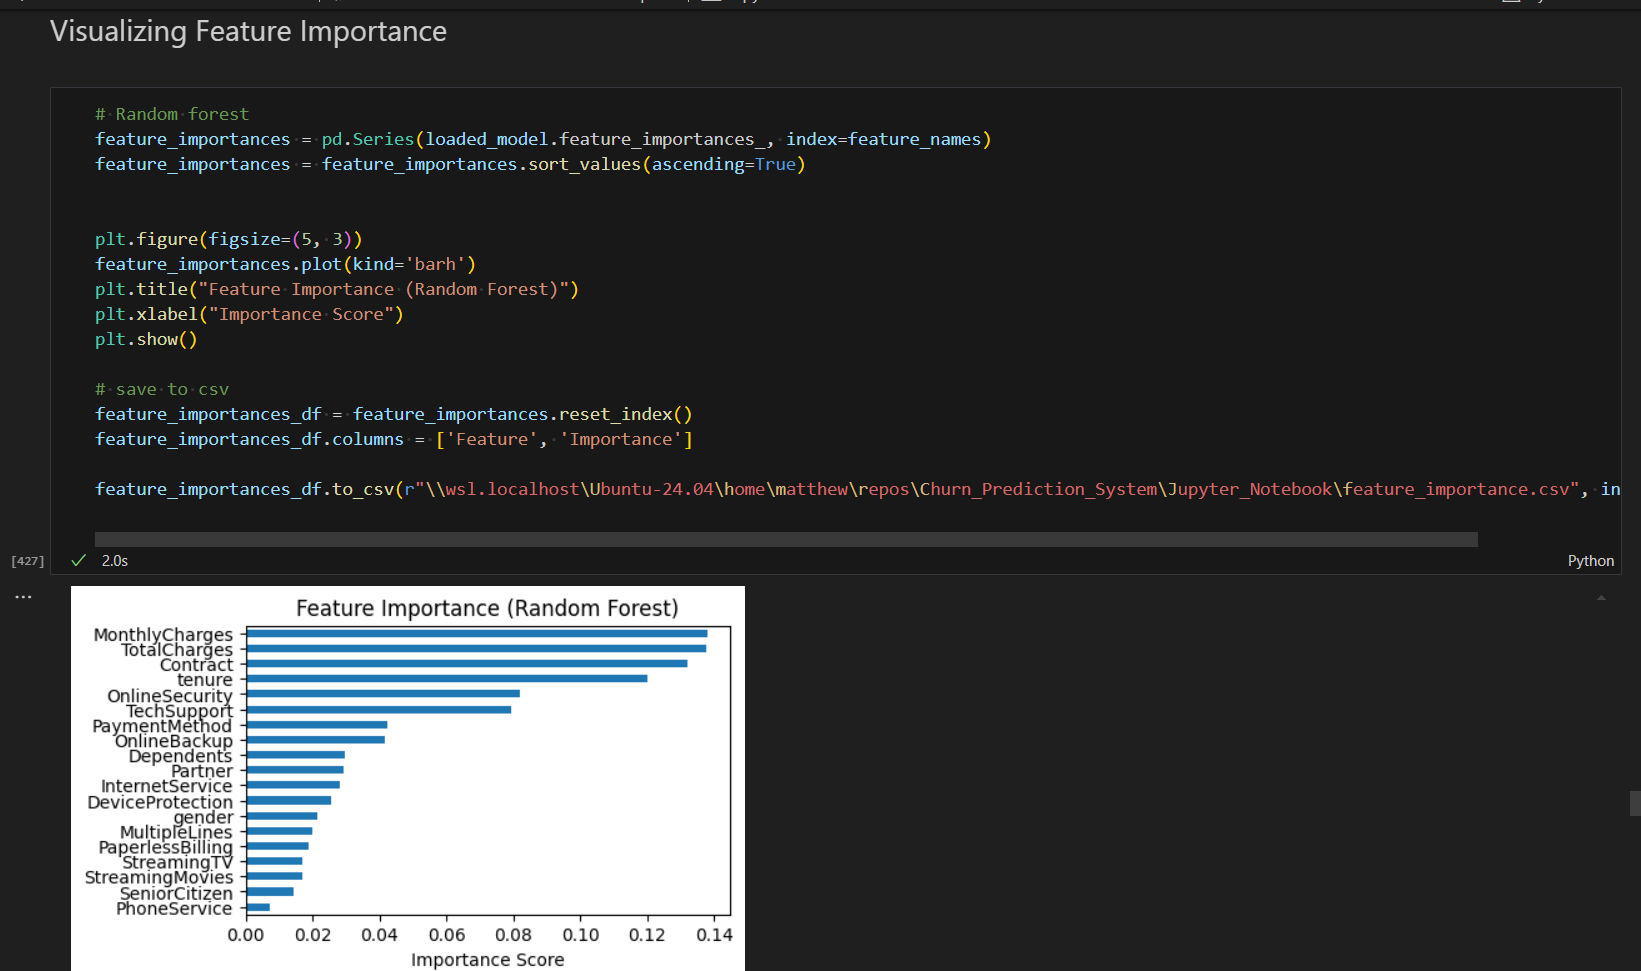 Visualizing Feature Importance
# Random forest
feature_importances = pd.Series(loaded_model.feature_importances_, index=feature_names)
feature_importances = feature_importances.sort_values(ascending=True)
plt.figure(figsize=(5, 3))
feature_importances.plot(kind='barh')
plt.title("Feature Importance (Random Forest)")
plt.xlabel("Importance Score")
plt.show()
# save to csv
feature_importances_df = feature_importances.reset_index()
feature_importances_df.columns = ['Feature', 'Importance']
feature_importances_df.to_csv(r"\\wsl.localhost\Ubuntu-24.04\home\matthew\repos\Churn_Prediction_System\Jupyter_Notebook\feature_importance.csv", in
[427]
2.0s
Python
...
Feature Importance (Random Forest)
MonthlyCharges
TotalCharges
Contract
tenure
OnlineSecurity
TechSupport
PaymentMethod
OnlineBackup
Dependents
Partner
InternetService
DeviceProtection
gender
MultipleLines
PaperlessBilling
StreamingTV
StreamingMovies
SeniorCitizen
PhoneService
0.00 0.02 0.04 0.06 0.08 0.10 0.12 0.14
Importance Score